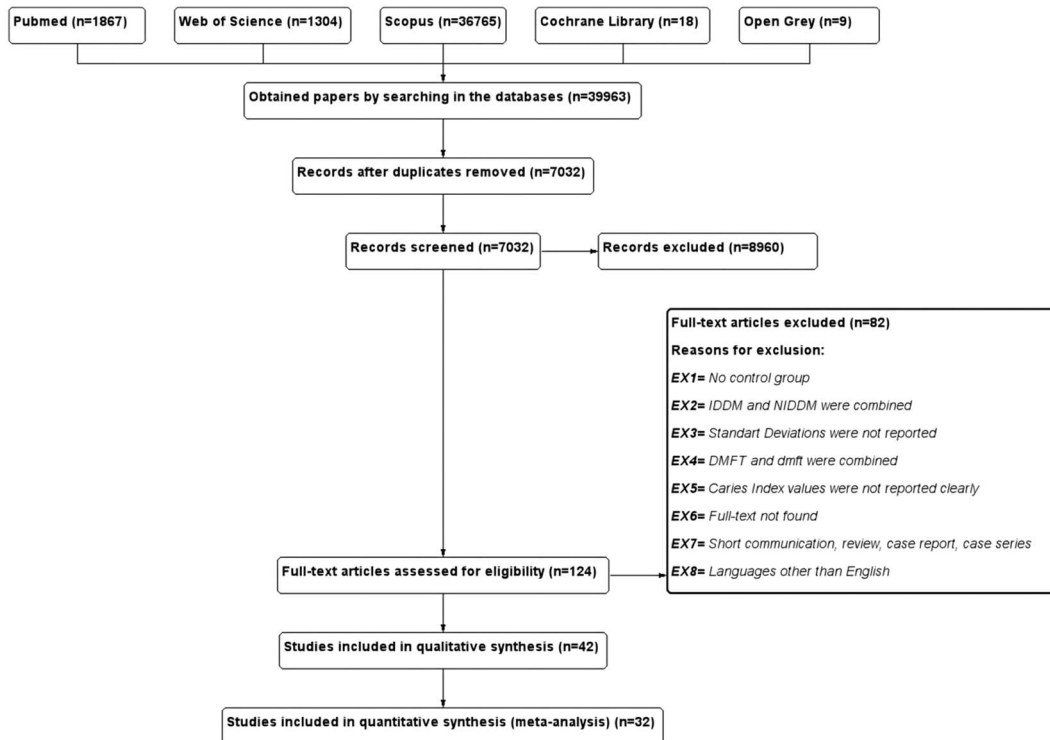 Pubmed (n=1867)
Web of Science (n=1304)
Scopus (n=36765)
Cochrane Library (n=18)
Open Grey (n=9)
Obtained papers by searching in the databases (n=39963)
Records after duplicates removed (n=7032)
Records screened (n=7032)
Records excluded (n=8960)
Full-text articles excluded (n=82)
Reasons for exclusion:
EX1= No control group
EX2= IDDM and NIDDM were combined
EX3= Standart Deviations were not reported
EX4= DMFT and dmft were combined
EX5= Caries Index values were not reported clearly
EX6= Full-text not found
EX7= Short communication, review, case report, case series
EX8= Languages other than English
Full-text articles assessed for eligibility (n=124)
Studies included in qualitative synthesis (n=42)
Studies included in quantitative synthesis (meta-analysis) (n=32)